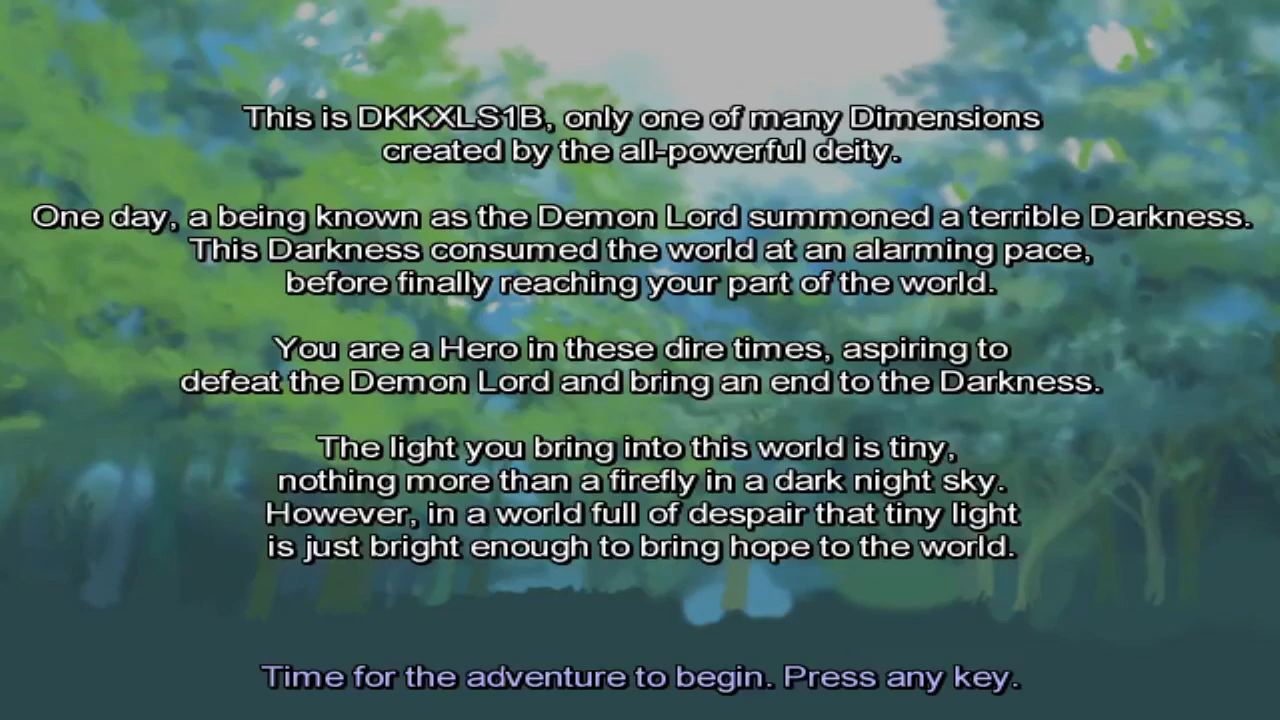 This is DKKXLS1B, only one of many Dimensions
created by the all-powerful deity.
One day, a being known as the Demon Lord summoned a terrible Darkness.
This Darkness consumed the world at an alarming pace,
before finally reaching your part of the world.
You are a Hero in these dire times, aspiring to
defeat the Demon Lord and bring an end to the Darkness.
The light you bring into this world is tiny,
nothing more than a firefly in a dark night sky.
However, in a world full of despair that tiny light
is just bright enough to bring hope to the world.
Time for the adventure to begin. Press any key.